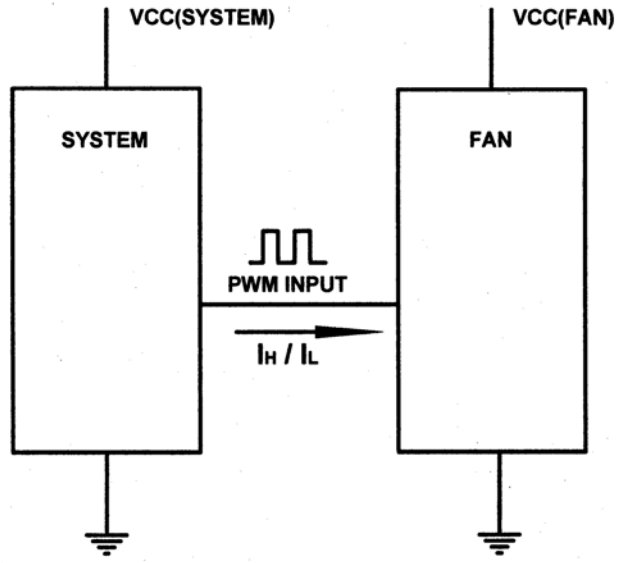 VCC(SYSTEM)
VCC(FAN)
SYSTEM
FAN
PWM INPUT
IH / IL